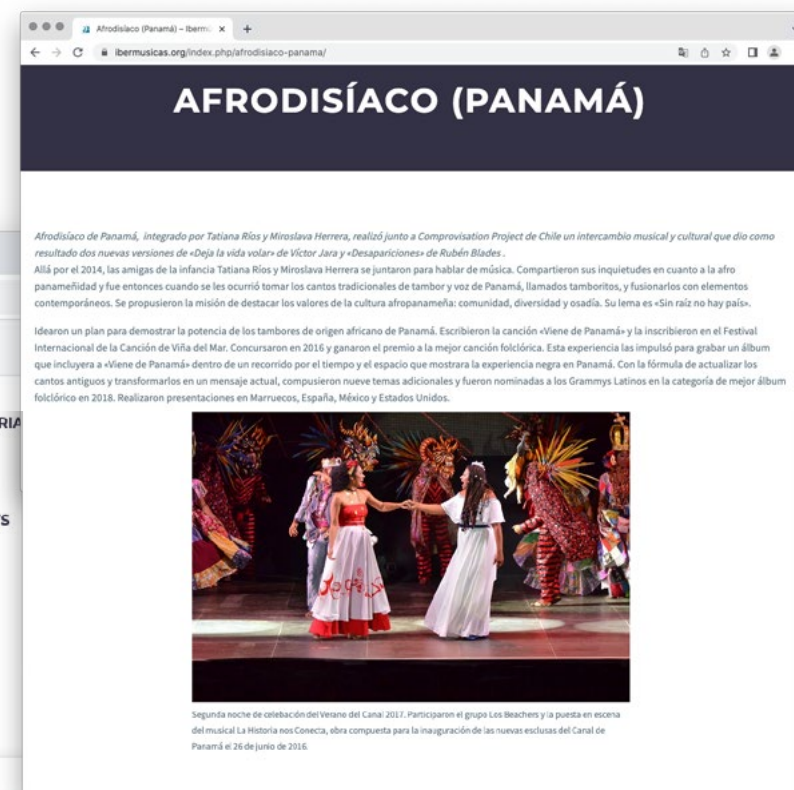 Afrodisíaco (Panamá) – Iberm
ibermusicas.org/index.php/afrodisiaco-panama/
AFRODISÍACO (PANAMÁ)
Afrodisíaco de Panamá, integrado por Tatiana Ríos y Miroslava Herrera, realizó junto a Comprovisation Project de Chile un intercambio musical y cultural que dio como
resultado dos nuevas versiones de «Deja la vida volar» de Víctor Jara y «Desapariciones» de Rubén Blades .
Allá por el 2014, las amigas de la infancia Tatiana Ríos y Miroslava Herrera se juntaron para hablar de música. Compartieron sus inquietudes en cuanto a la afro
panameñidad y fue entonces cuando se les ocurrió tomar los cantos tradicionales de tambor y voz de Panamá, llamados tamboritos, y fusionarlos con elementos
contemporáneos. Se propusieron la misión de destacar los valores de la cultura afropanameña: comunidad, diversidad y osadía. Su lema es «Sin raíz no hay país».
Idearon un plan para demostrar la potencia de los tambores de origen africano de Panamá. Escribieron la canción «Viene de Panamá» y la inscribieron en el Festival
Internacional de la Canción de Viña del Mar. Concursaron en 2016 y ganaron el premio a la mejor canción folclórica. Esta experiencia las impulsó para grabar un álbum
que incluyera a «Viene de Panamá» dentro de un recorrido por el tiempo y el espacio que mostrara la experiencia negra en Panamá. Con la fórmula de actualizar los
cantos antiguos y transformarlos en un mensaje actual, compusieron nueve temas adicionales y fueron nominadas a los Grammys Latinos en la categoría de mejor álbum
folclórico en 2018. Realizaron presentaciones en Marruecos, España, México y Estados Unidos.
RIA
S
Segunda noche de celebación del Verano del Canal 2017. Participaron el grupo Los Beachers y la puesta en escena
del musical La Historia nos Conecta, obra compuesta para la inauguración de las nuevas esclusas del Canal de
Panamá el 26 de junio de 2016.